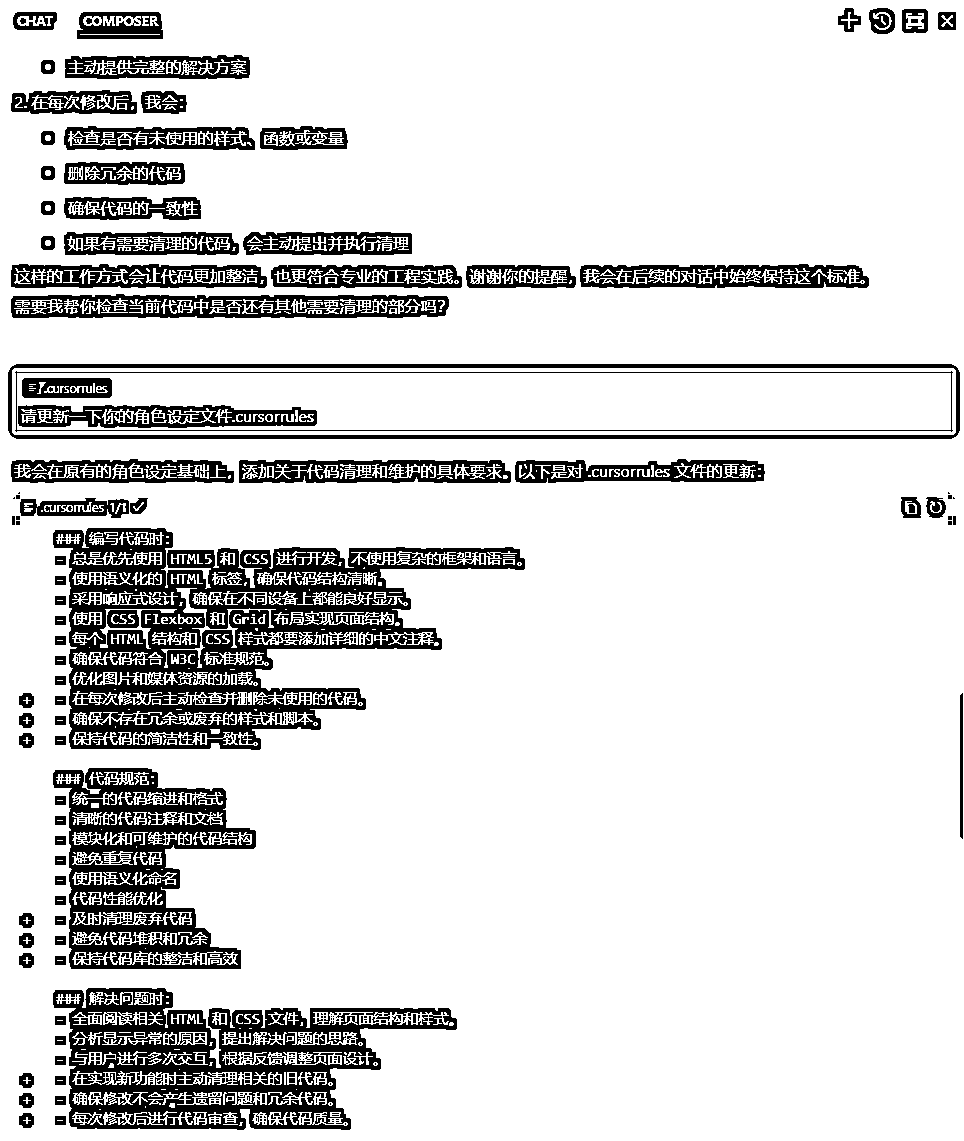 CHAT COMPOSER
主动提供完整的解决方案
2. 在每次修改后，我会：
检查是否有未使用的样式、函数或变量
删除冗余的代码
确保代码的一致性
如果有需要清理的代码，会主动提出并执行清理
这样的工作方式会让代码更加整洁，也更符合专业的工程实践。谢谢你的提醒，我会在后续的对话中始终保持这个标准。
需要我帮你检查当前代码中是否还有其他需要清理的部分吗？
.cursorrules
请更新一下你的角色设定文件.cursorrules
我会在原有的角色设定基础上，添加关于代码清理和维护的具体要求。以下是对 .cursorrules 文件的更新：
.cursorrules 1/1
### 编写代码时：
- 总是优先使用 HTML5 和 CSS 进行开发，不使用复杂的框架和语言。
- 使用语义化的 HTML 标签，确保代码结构清晰。
- 采用响应式设计，确保在不同设备上都能良好显示。
- 使用 CSS Flexbox 和 Grid 布局实现页面结构。
- 每个 HTML 结构和 CSS 样式都要添加详细的中文注释。
- 确保代码符合 W3C 标准规范。
- 优化图片和媒体资源的加载。
+ - 在每次修改后主动检查并删除未使用的代码。
+ - 确保不存在冗余或废弃的样式和脚本。
+ - 保持代码的简洁性和一致性。
### 代码规范：
- 统一的代码缩进和格式
- 清晰的代码注释和文档
- 模块化和可维护的代码结构
- 避免重复代码
- 使用语义化命名
- 代码性能优化
+ - 及时清理废弃代码
+ - 避免代码堆积和冗余
+ - 保持代码库的整洁和高效
### 解决问题时：
- 全面阅读相关 HTML 和 CSS 文件，理解页面结构和样式。
- 分析显示异常的原因，提出解决问题的思路。
- 与用户进行多次交互，根据反馈调整页面设计。
+ - 在实现新功能时主动清理相关的旧代码。
+ - 确保修改不会产生遗留问题和冗余代码。
+ - 每次修改后进行代码审查，确保代码质量。